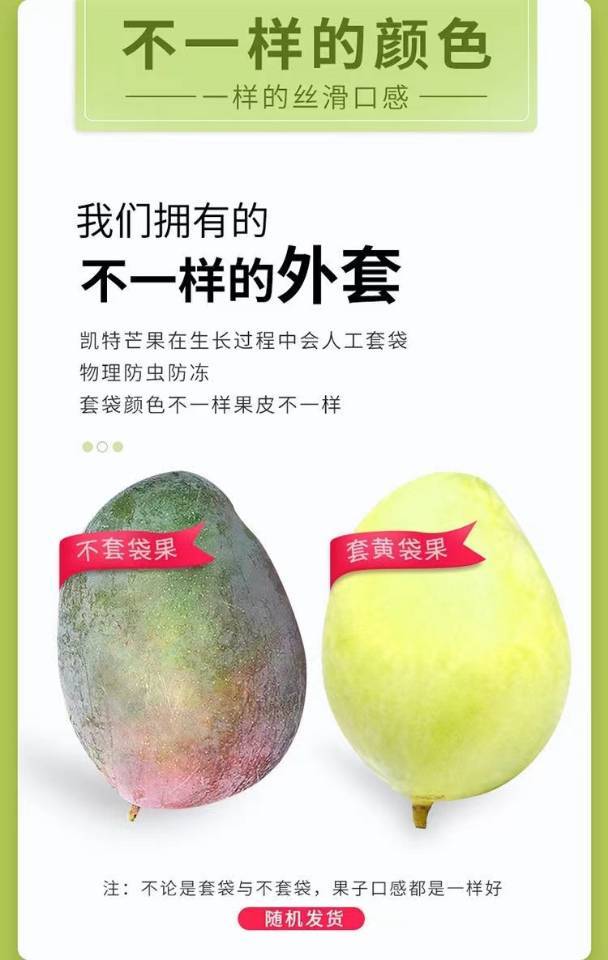 不一样的颜色
一样的丝滑口感
我们拥有的
不一样的外套
凯特芒果在生长过程中会人工套袋
物理防虫防冻
套袋颜色不一样果皮不一样
不套袋果
套黄袋果
注：不论是套袋与不套袋，果子口感都是一样好
随机发货